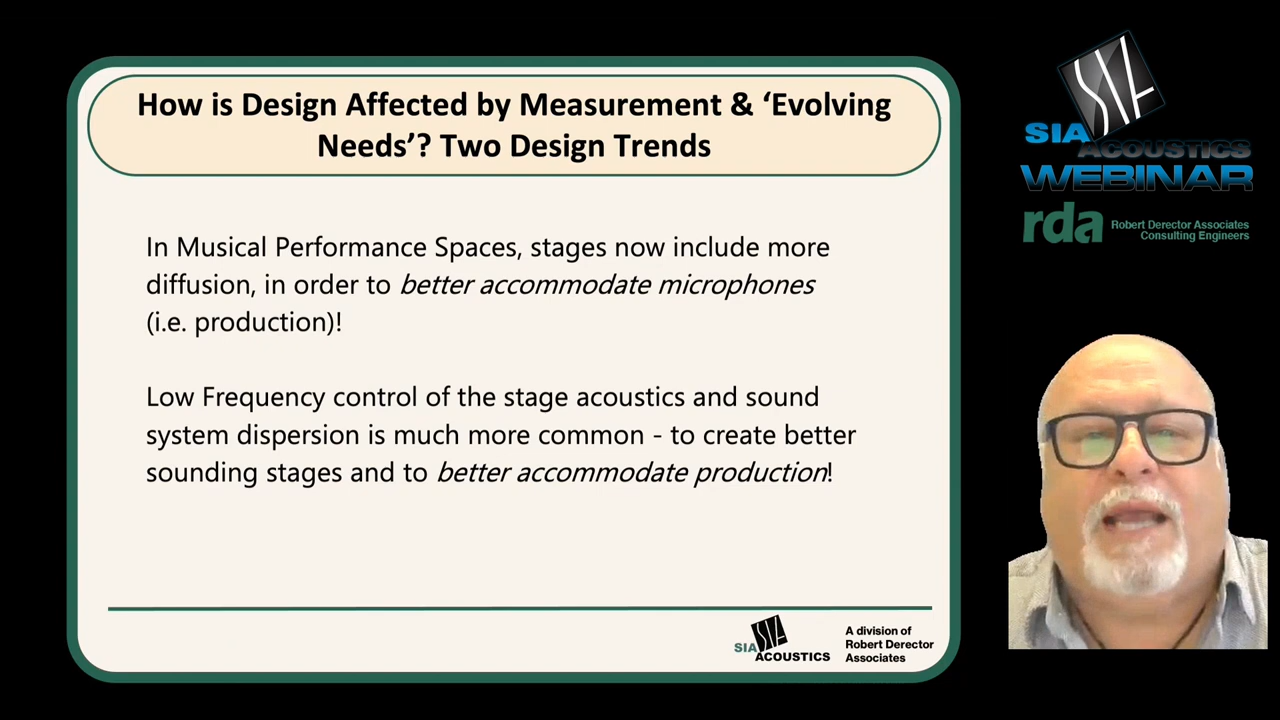 How is Design Affected by Measurement & ‘Evolving
Needs’? Two Design Trends
In Musical Performance Spaces, stages now include more
diffusion, in order to better accommodate microphones
(i.e. production)!
Low Frequency control of the stage acoustics and sound
system dispersion is much more common - to create better
sounding stages and to better accommodate production!
SIA
ACOUSTICS
A division of
Robert Derector
Associates
SIA
SIA
ACOUSTICS
WEBINAR
rda
Robert Derector Associates
Consulting Engineers